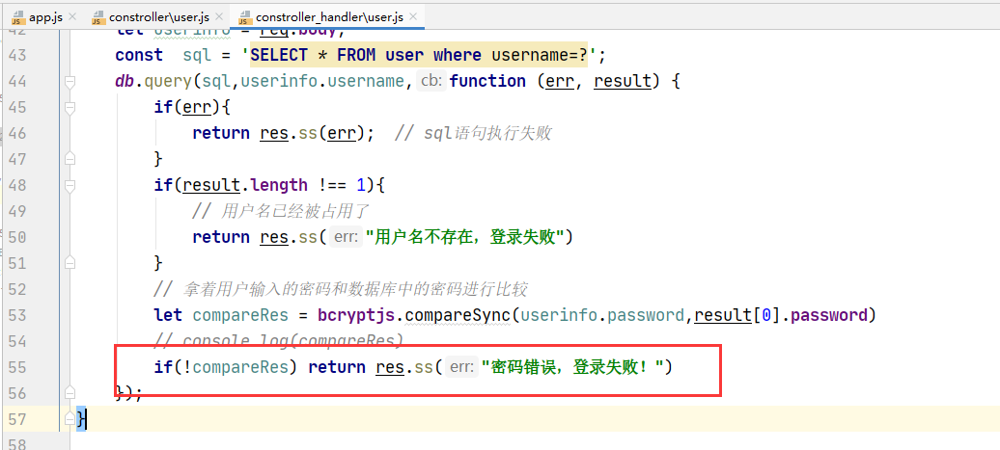 app.js constroller\user.js constroller_handler\user.js
42 let userinfo = req.body;
43 const sql = 'SELECT * FROM user where username=?';
44 db.query(sql,userinfo.username, cb: function (err, result) {
45 if(err){
46 return res.ss(err); // sql语句执行失败
47 }
48 if(result.length !== 1){
49 // 用户名已经被占用了
50 return res.ss( err: "用户名不存在，登录失败")
51 }
52 // 拿着用户输入的密码和数据库中的密码进行比较
53 let compareRes = bcryptjs.compareSync(userinfo.password,result[0].password)
54 // console.log(compareRes)
55 if(!compareRes) return res.ss( err: "密码错误，登录失败！")
56 });
57 }
58